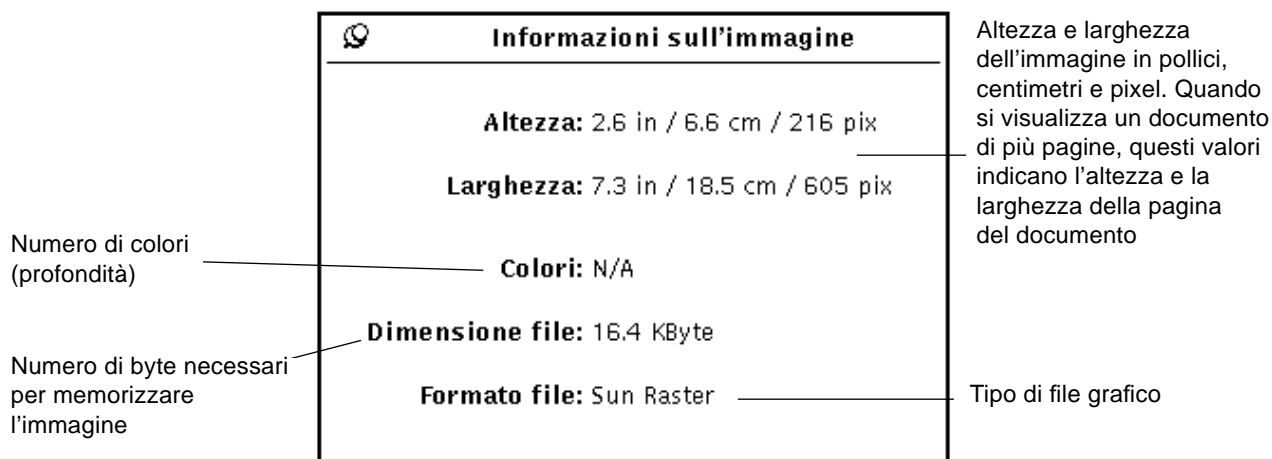 Informazioni sull'immagine
Altezza: 2.6 in / 6.6 cm / 216 pix
Larghezza: 7.3 in / 18.5 cm / 605 pix
Colori: N/A
Dimensione file: 16.4 KByte
Formato file: Sun Raster
Altezza e larghezza
dell’immagine in pollici,
centimetri e pixel. Quando
si visualizza un documento
di più pagine, questi valori
indicano l’altezza e la
larghezza della pagina
del documento
Numero di colori
(profondità)
Numero di byte necessari
per memorizzare
l’immagine
Tipo di file grafico